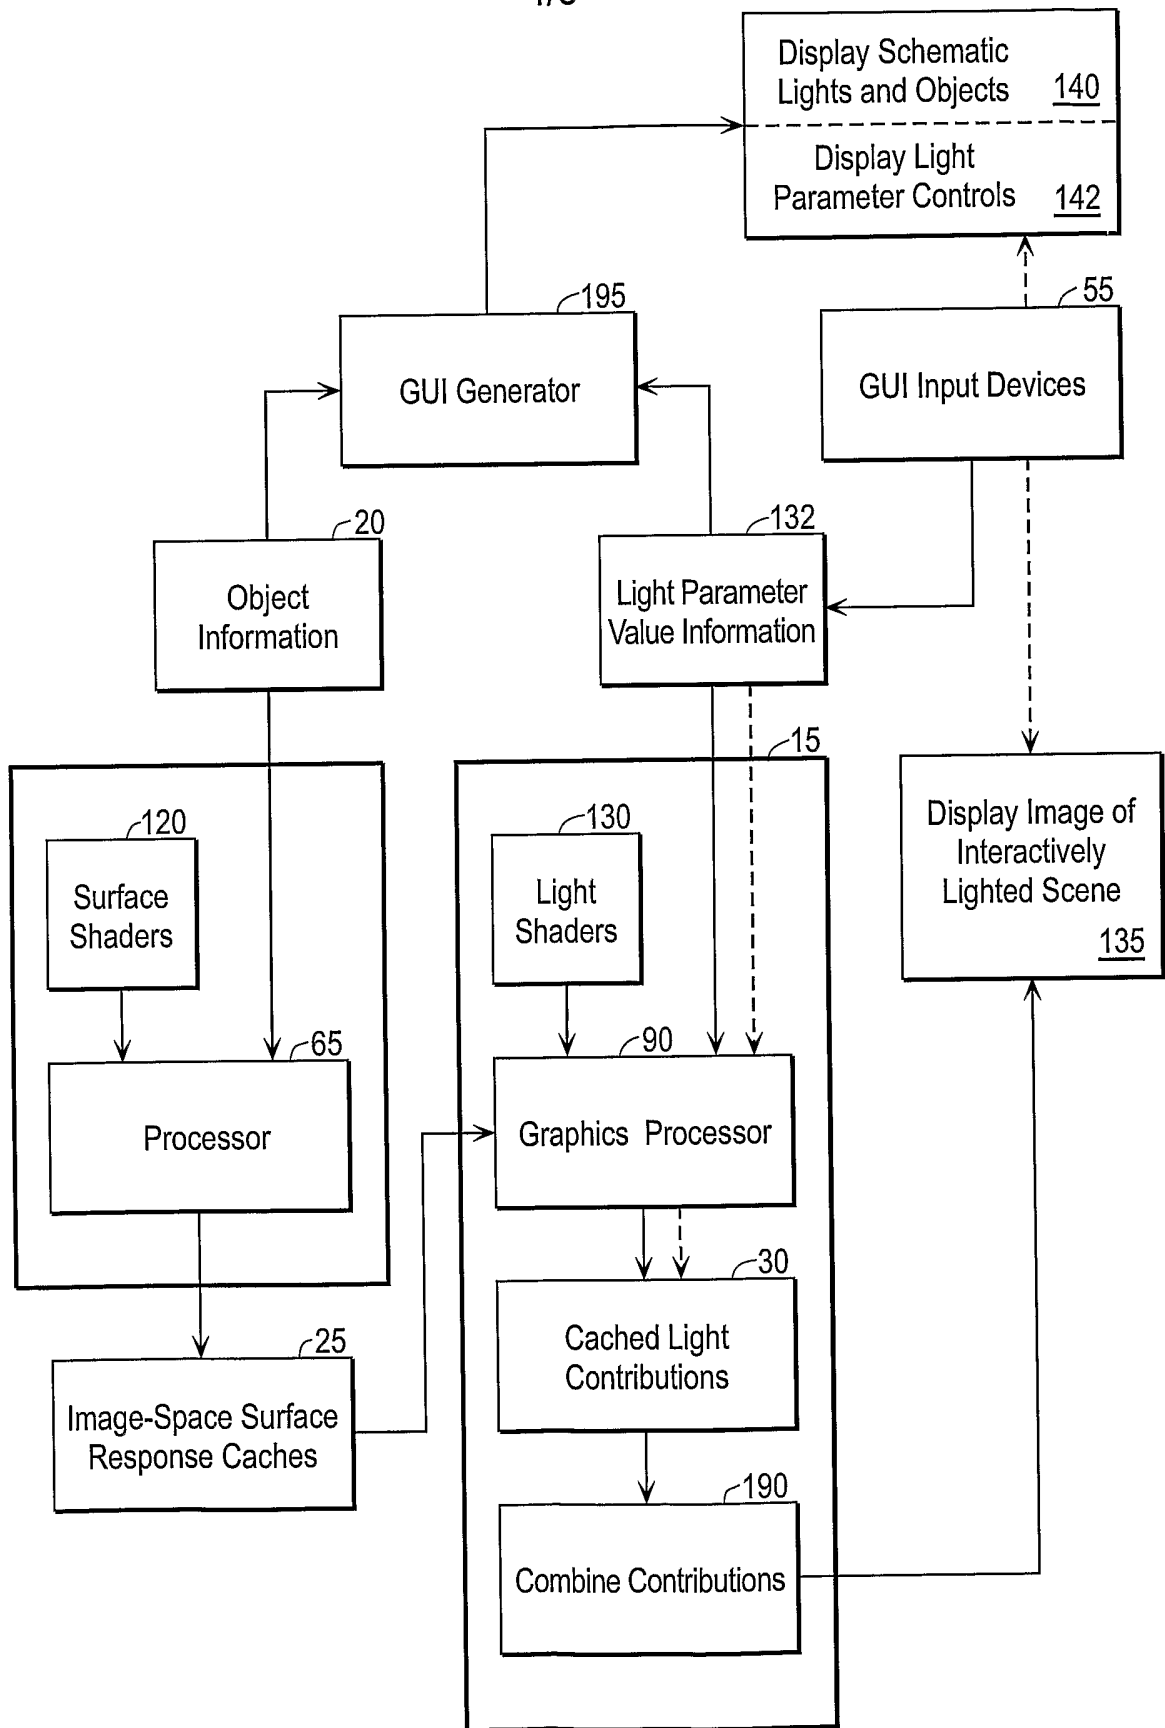 Display Schematic
Lights and Objects 140
Display Light
Parameter Controls 142
195
GUI Generator
55
GUI Input Devices
20
Object
Information
132
Light Parameter
Value Information
15
120
Surface
Shaders
130
Light
Shaders
Display Image of
Interactively
Lighted Scene
135
65
Processor
90
Graphics Processor
25
Image-Space Surface
Response Caches
30
Cached Light
Contributions
190
Combine Contributions